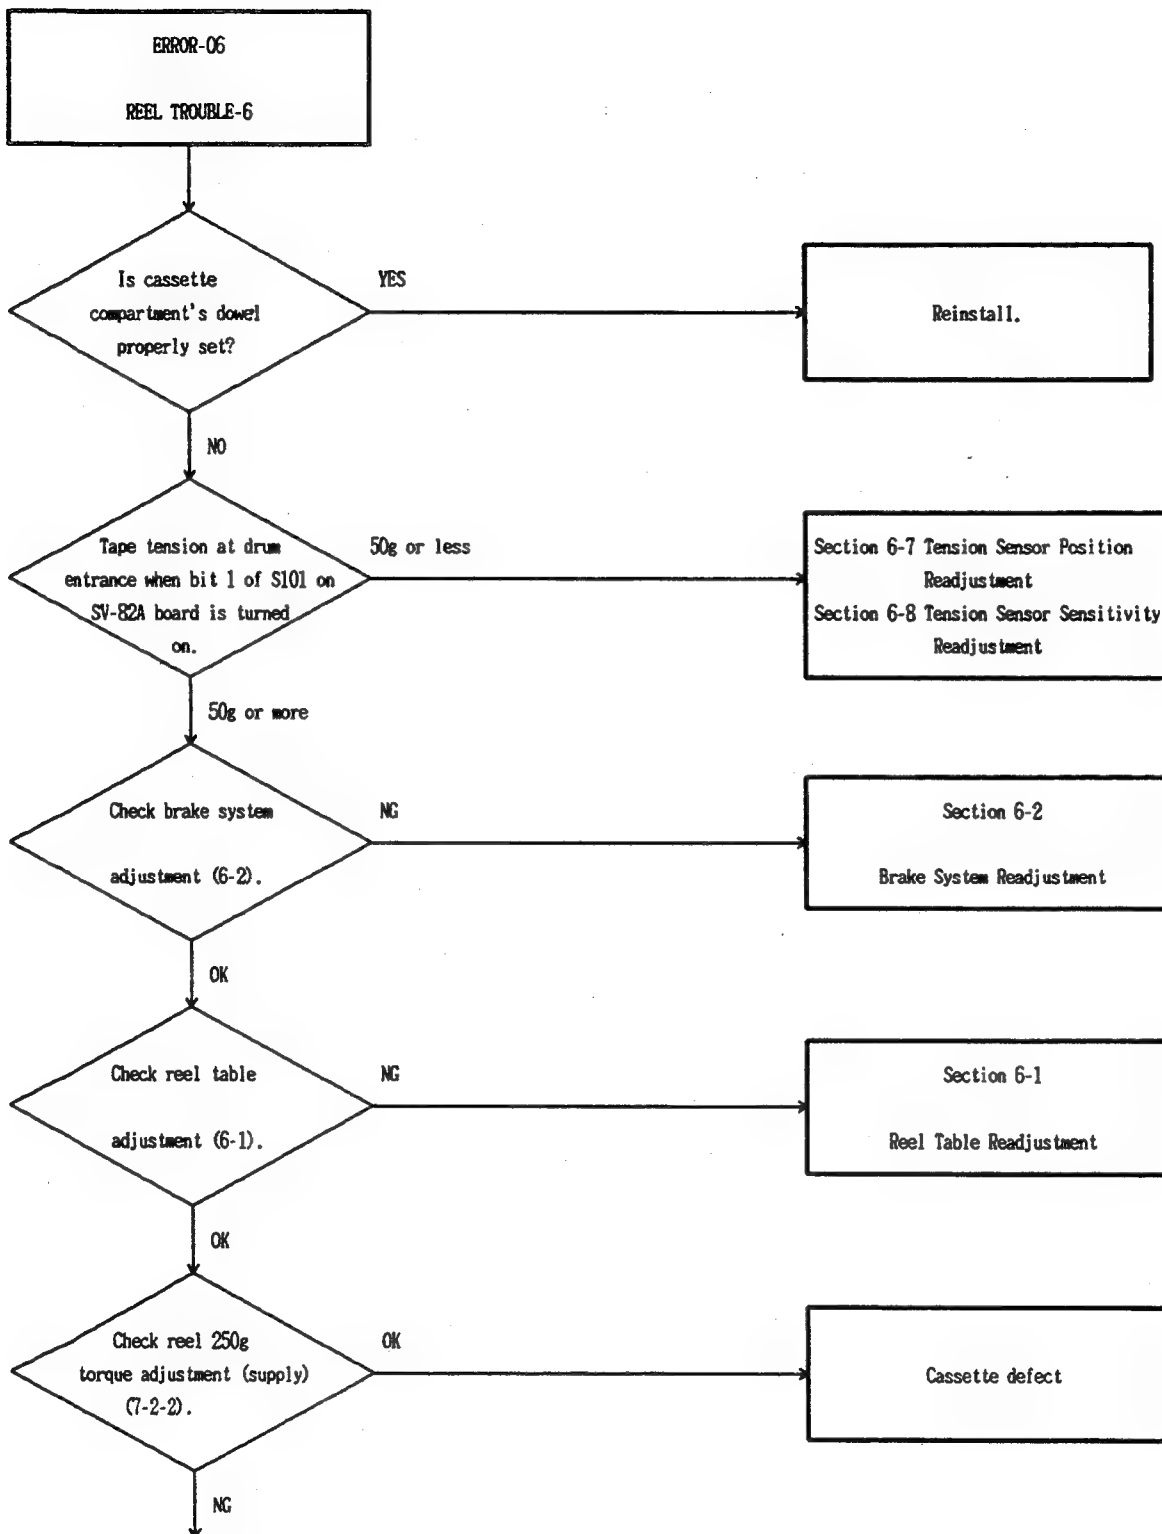 ERROR-06
REEL TROUBLE-6
Is cassette
compartment's dowel
properly set?
YES
Reinstall.
NO
Tape tension at drum
entrance when bit 1 of S101 on
SV-82A board is turned
on.
50g or less
Section 6-7 Tension Sensor Position
Readjustment
Section 6-8 Tension Sensor Sensitivity
Readjustment
50g or more
Check brake system
adjustment (6-2).
NG
Section 6-2
Brake System Readjustment
OK
Check reel table
adjustment (6-1).
NG
Section 6-1
Reel Table Readjustment
OK
Check reel 250g
torque adjustment (supply)
(7-2-2).
OK
Cassette defect
NG